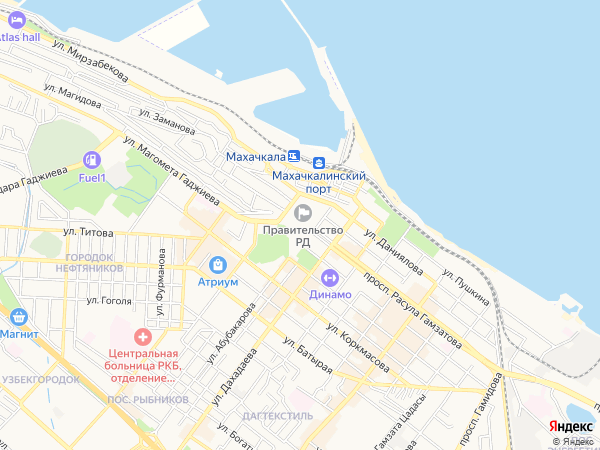 Atlas hall
ул. Мирзабекова
ул. Магидова
ул. Заманова
ул. Магомета Гаджиева
Махачкала
Махачкалинский
порт
Fuel1
дара Гаджиева
Правительство
РД
ул. Титова
ул. Даниялова
ул. Пушкина
ГОРОДОК
НЕФТЯНИКОВ
ул. Фурманова
Атриум
Динамо
просп. Расула Гамзатова
ул. Гоголя
Магнит
ул. Абубакарова
ул. Коркмасова
Центральная
больница РКБ,
отделение...
ул. Батырая
УЗБЕКГОРОДОК
ПОС. РЫБНИКОВ
ул. Дахадаева
ДАГТЕКСТИЛЬ
просп. Гамидова
Гамзата Цадасы
ул. Богаты
Яндекс
© Яндекс